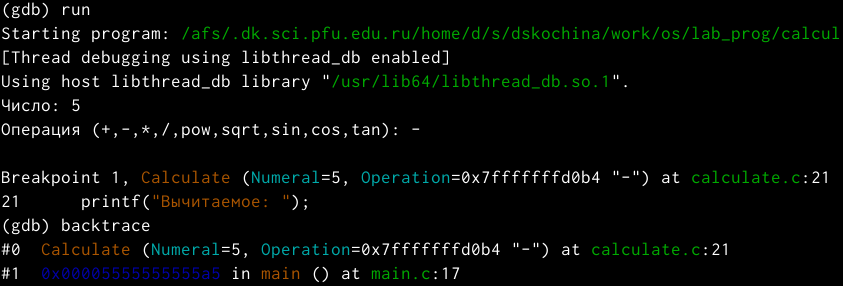 (gdb) run
Starting program: /afs/.dk.sci.pfu.edu.ru/home/d/s/dskochina/work/os/lab_prog/calcul
[Thread debugging using libthread_db enabled]
Using host libthread_db library "/usr/lib64/libthread_db.so.1".
Число: 5
Операция (+,-,*,/,pow,sqrt,sin,cos,tan): -
Breakpoint 1, Calculate (Numeral=5, Operation=0x7fffffffd0b4 "-") at calculate.c:21
21 printf("Вычитаемое: ");
(gdb) backtrace
#0 Calculate (Numeral=5, Operation=0x7fffffffd0b4 "-") at calculate.c:21
#1 0x00005555555555a5 in main () at main.c:17